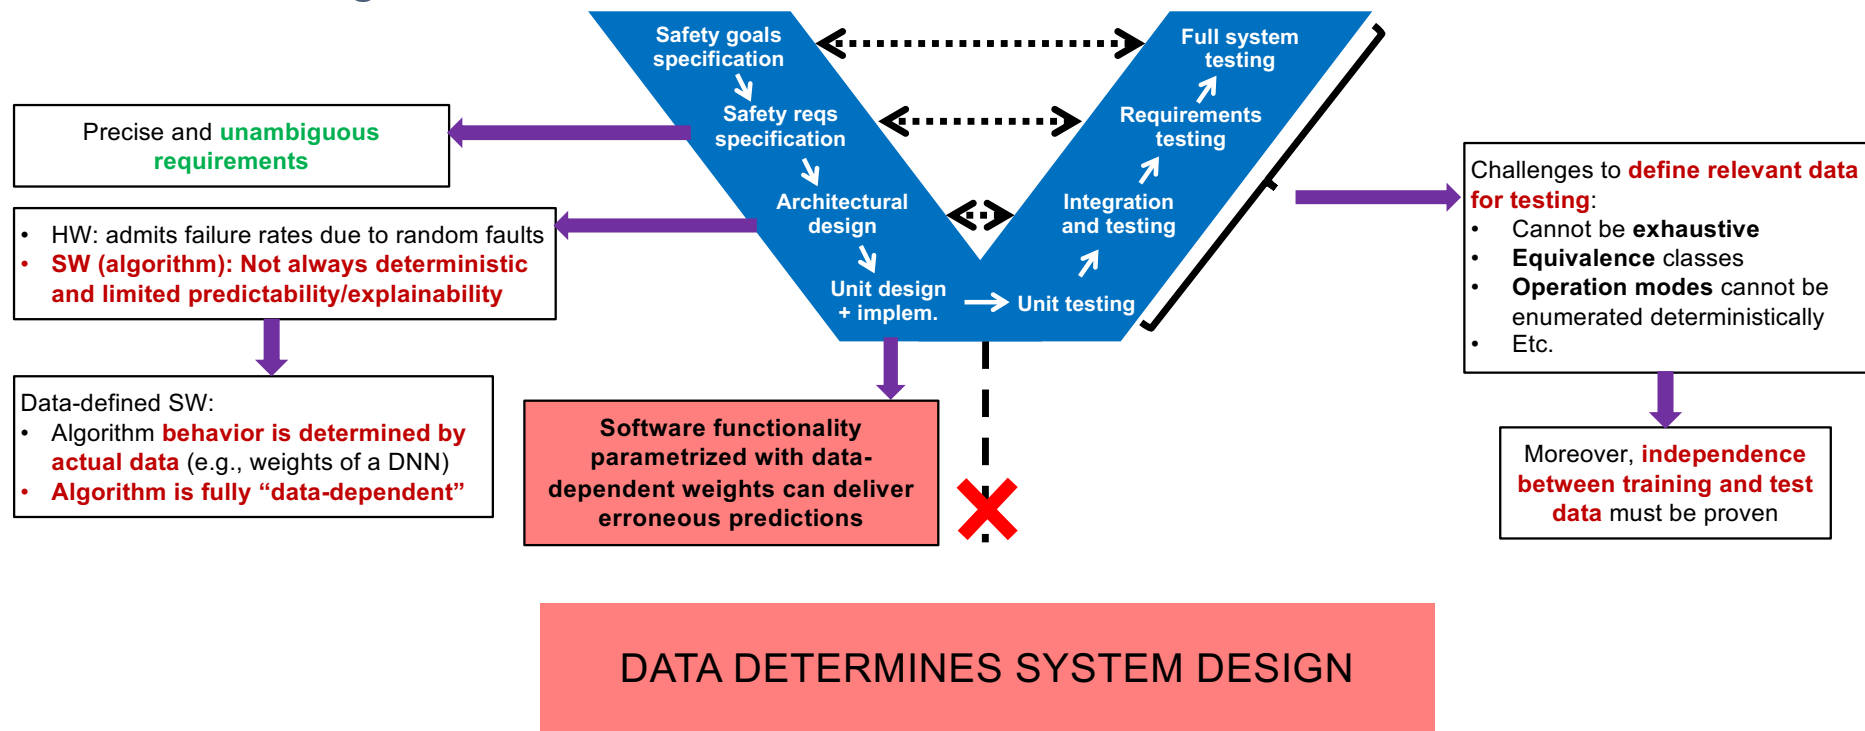 Safety goals
specification
Safety reqs
specification
Architectural
design
Unit design
+ implem.
Unit testing
Integration
and testing
Requirements
testing
Full system
testing
Precise and unambiguous
requirements
• HW: admits failure rates due to random faults
• SW (algorithm): Not always deterministic
and limited predictability/explainability
Data-defined SW:
• Algorithm behavior is determined by
actual data (e.g., weights of a DNN)
• Algorithm is fully “data-dependent”
Software functionality
parametrized with data-
dependent weights can deliver
erroneous predictions
Challenges to define relevant data
for testing:
• Cannot be exhaustive
• Equivalence classes
• Operation modes cannot be
enumerated deterministically
• Etc.
Moreover, independence
between training and test
data must be proven
DATA DETERMINES SYSTEM DESIGN